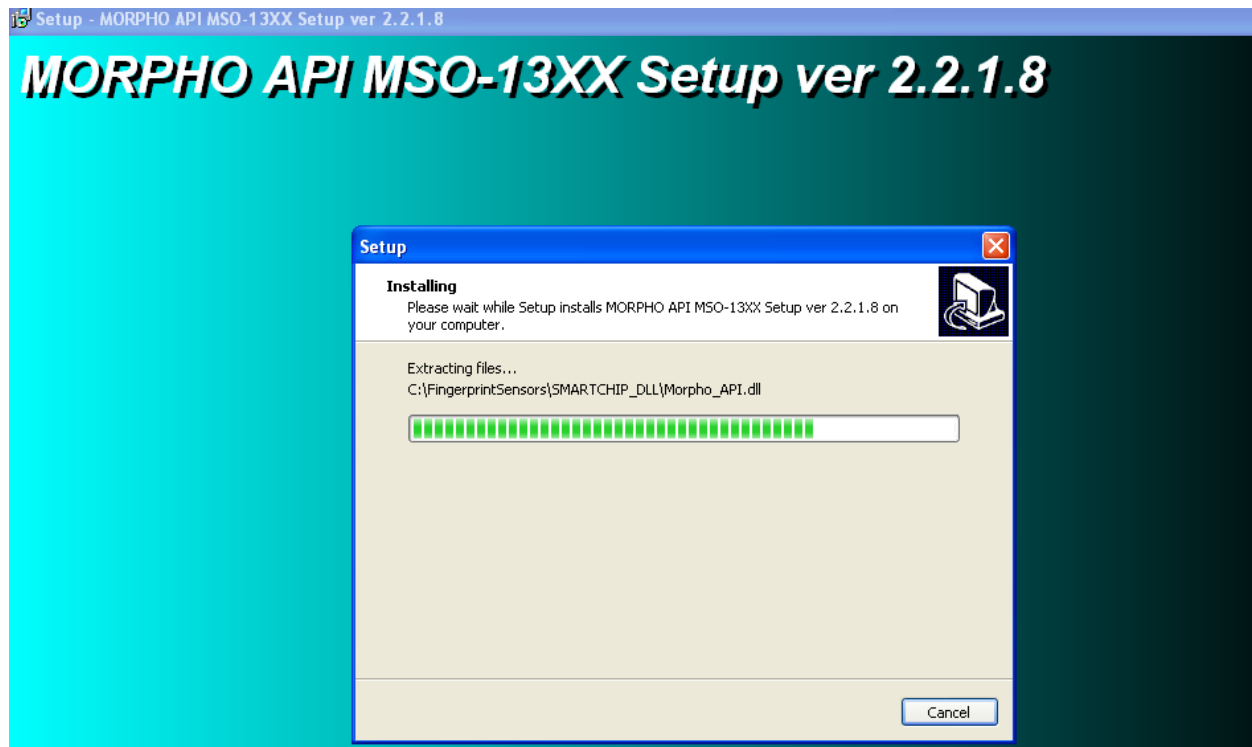 Setup - MORPHO API MSO-13XX Setup ver 2.2.1.8
MORPHO API MSO-13XX Setup ver 2.2.1.8
Setup
Installing
Please wait while Setup installs MORPHO API MSO-13XX Setup ver 2.2.1.8 on
your computer.
Extracting files...
C:\FingerprintSensors\SMARTCHIP_DLL\Morpho_API.dll
Cancel